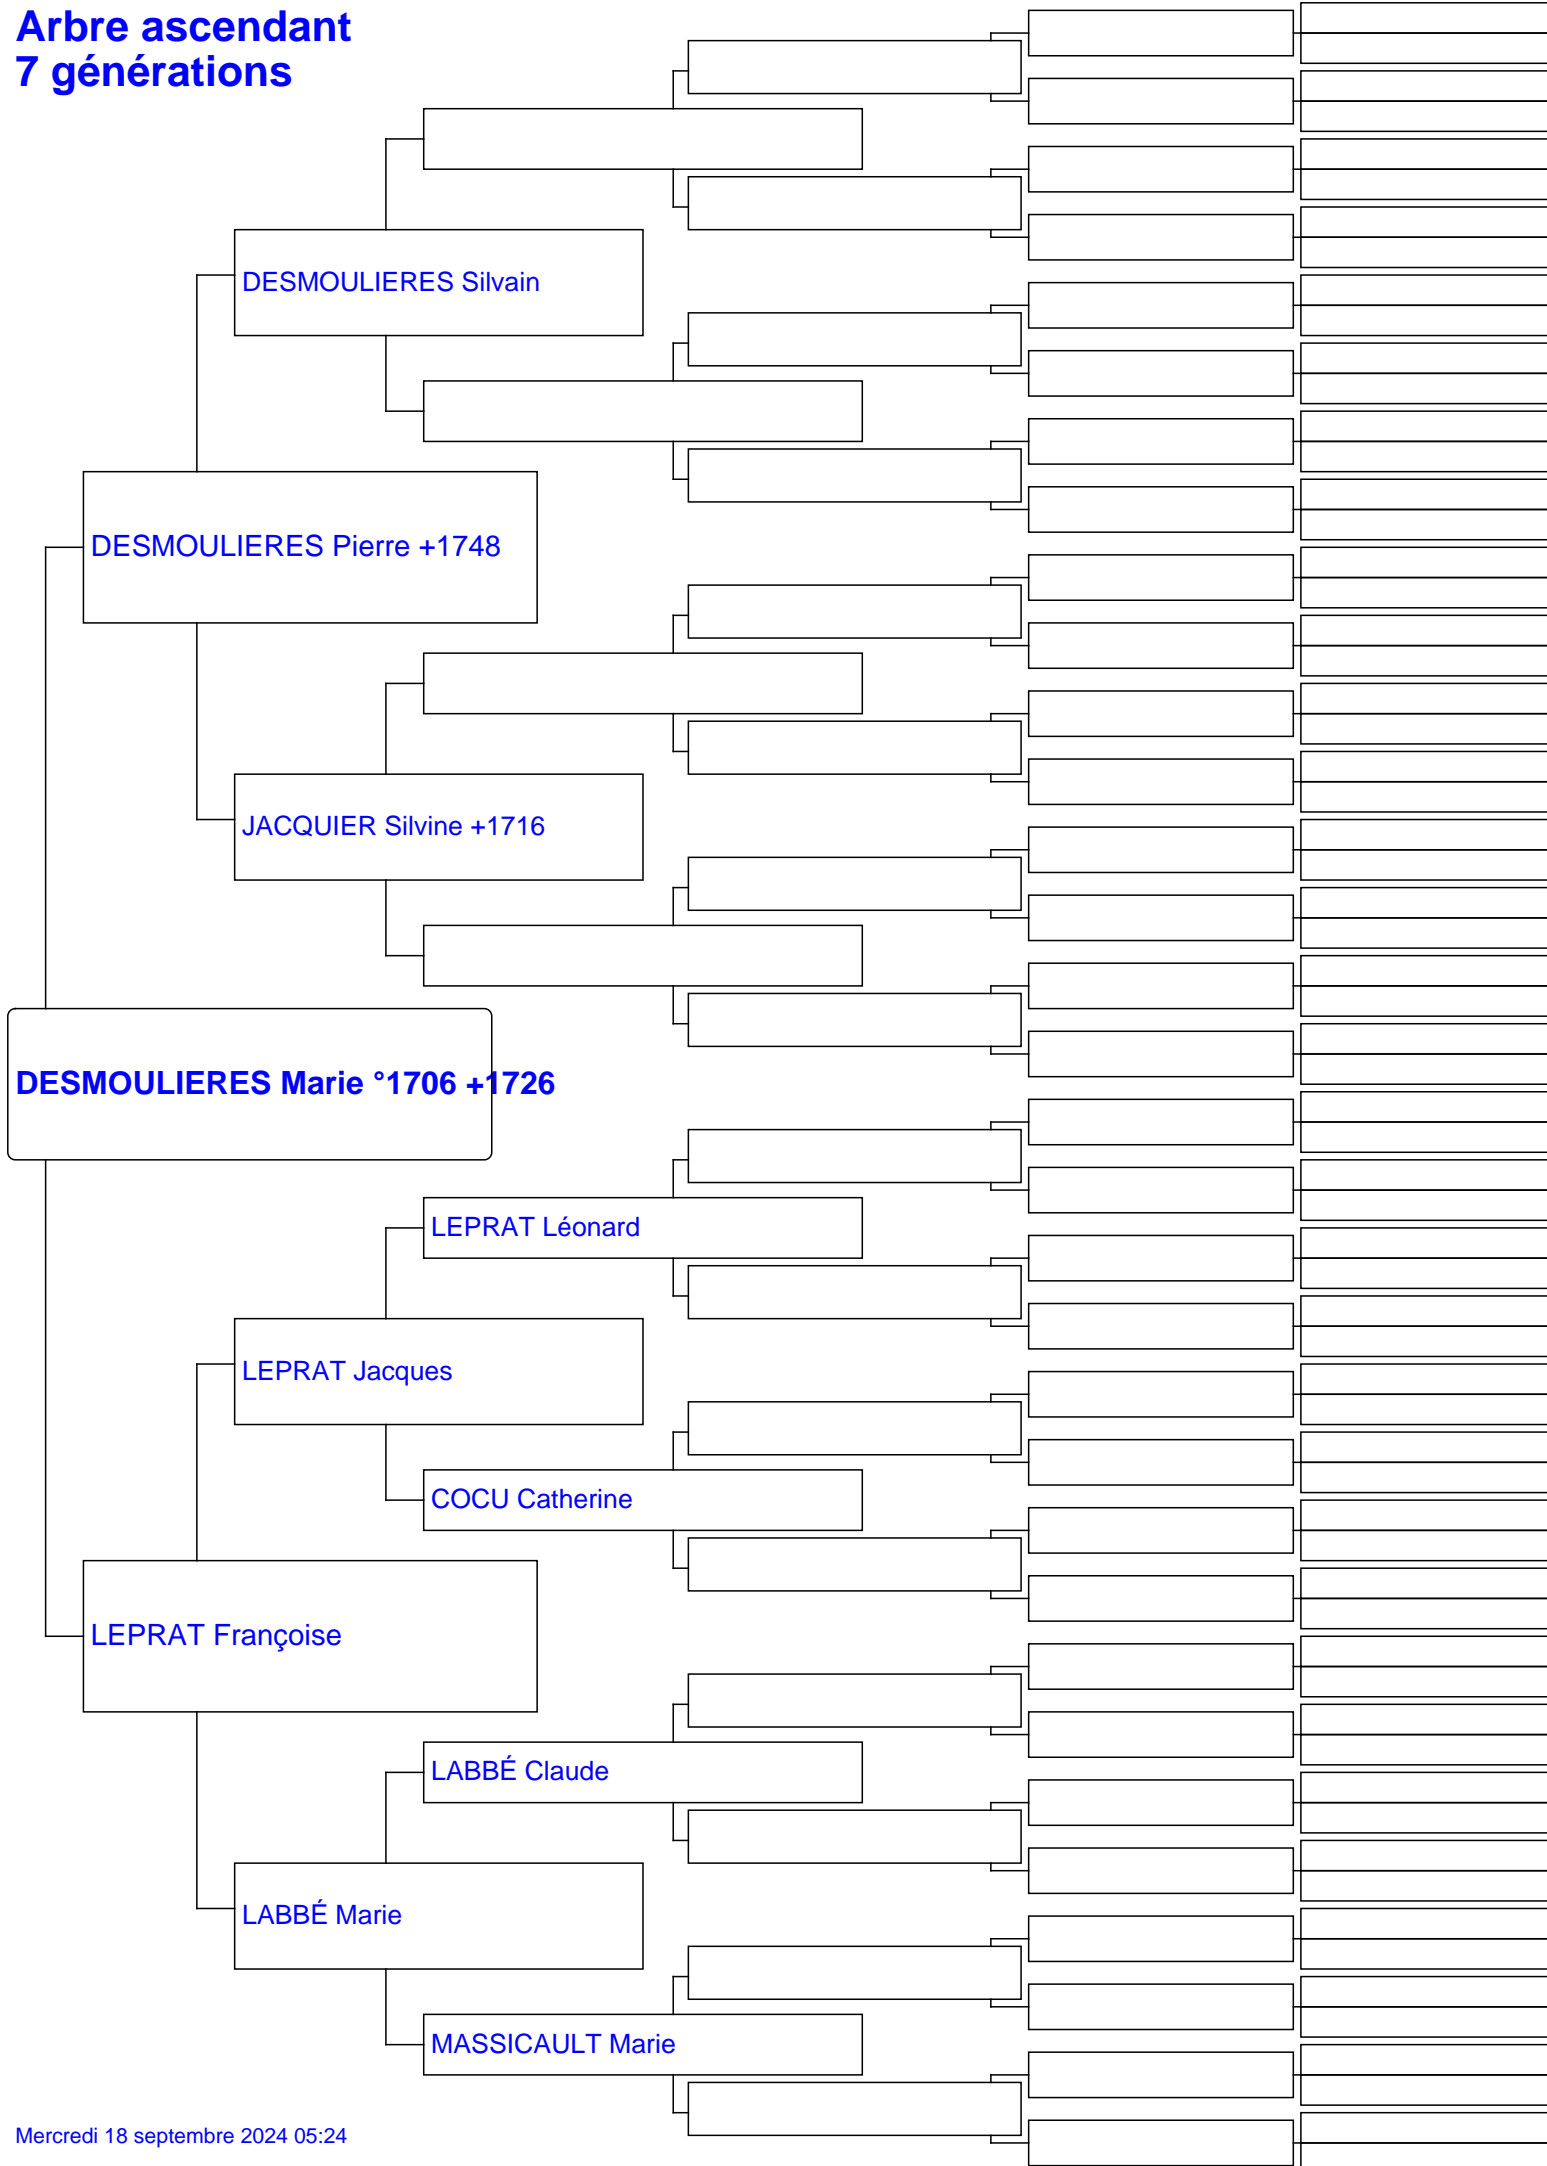 Arbre ascendant
7 générations
DESMOULIERES Silvain
DESMOULIERES Pierre +1748
JACQUIER Silvine +1716
DESMOULIERES Marie °1706 +1726
LEPRAT Léonard
LEPRAT Jacques
COCU Catherine
LEPRAT Françoise
LABBÉ Claude
LABBÉ Marie
MASSICAULT Marie
Mercredi 18 septembre 2024 05:24